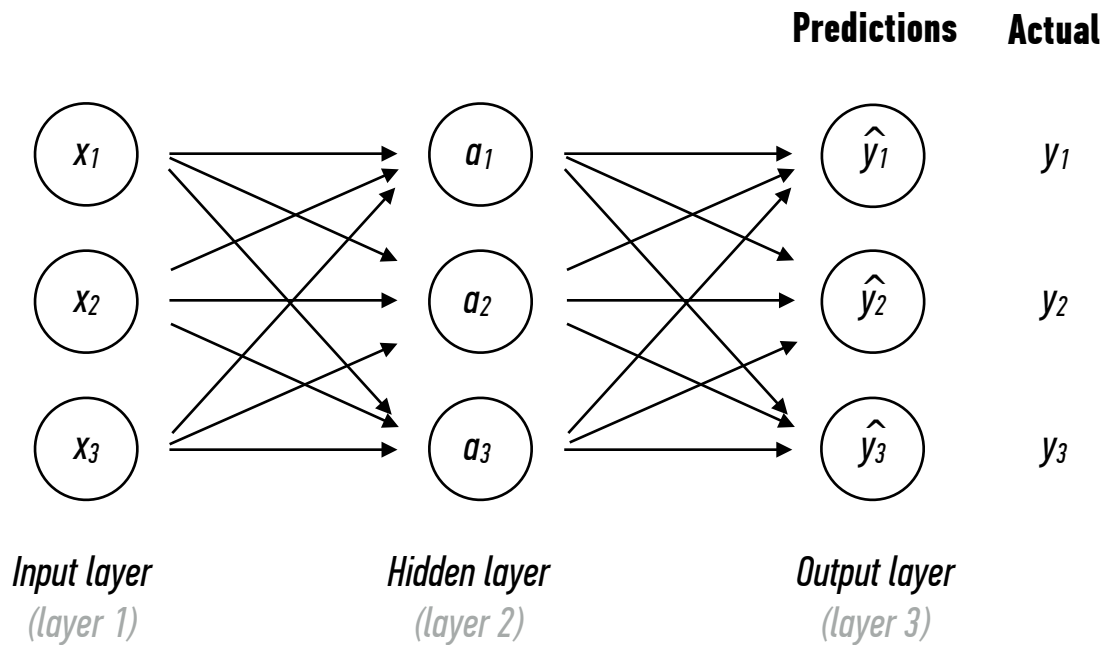 Predictions Actual
x1 a1 ŷ1 y1
x2 a2 ŷ2 y2
x3 a3 ŷ3 y3
Input layer Hidden layer Output layer
(layer 1) (layer 2) (layer 3)